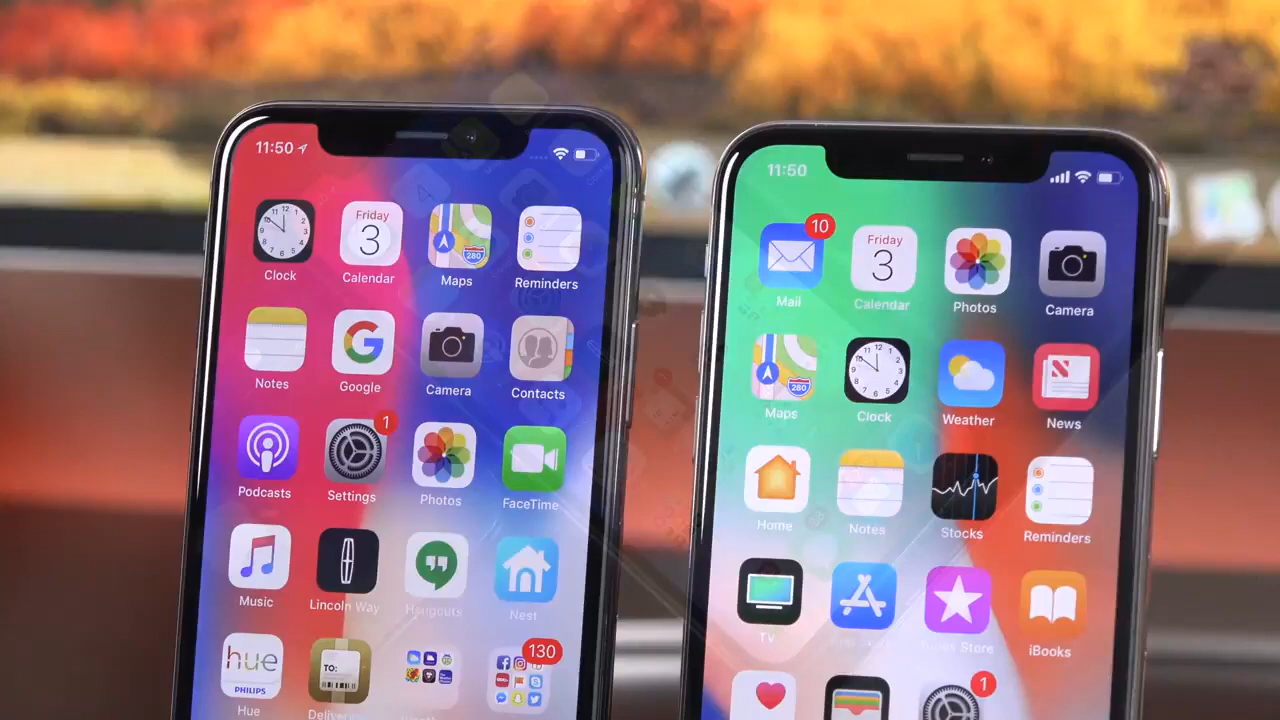 11:50
Clock
Friday
3
Calendar
280
Maps
Reminders
Notes
G
Google
Camera
Contacts
Podcasts
1
Settings
Photos
FaceTime
Music
Lincoln Way
Hangouts
Nest
hue
PHILIPS
Hue
TO:
130
11:50
10
Mail
Friday
3
Calendar
Photos
Camera
280
Maps
Clock
Weather
N
News
Home
Notes
Stocks
Reminders
TV
iBooks
1